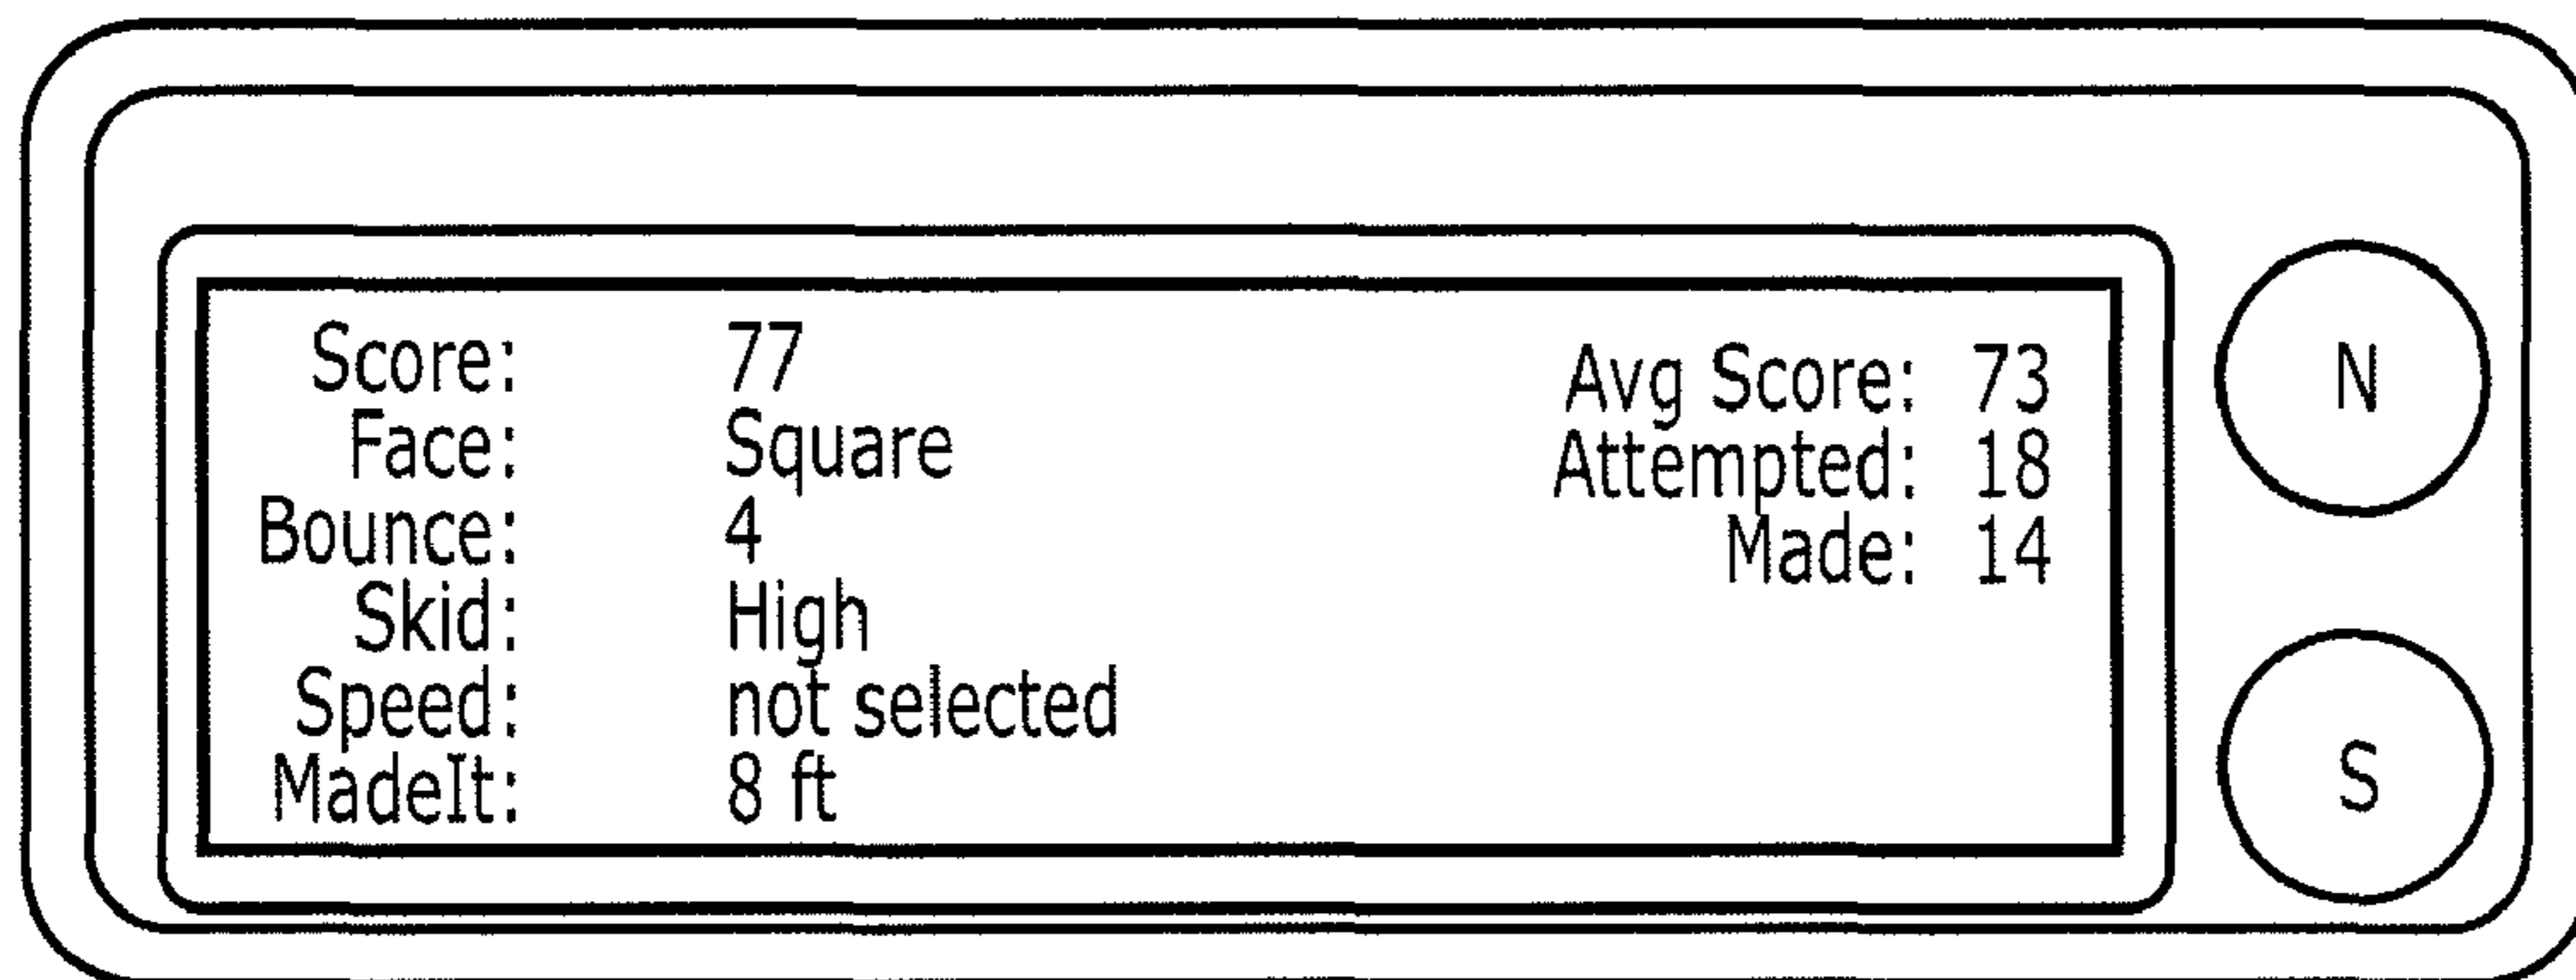 Score: 77
Face: Square
Bounce: 4
Skid: High
Speed: not selected
MadeIt: 8 ft
Avg Score: 73
Attempted: 18
Made: 14
N
S